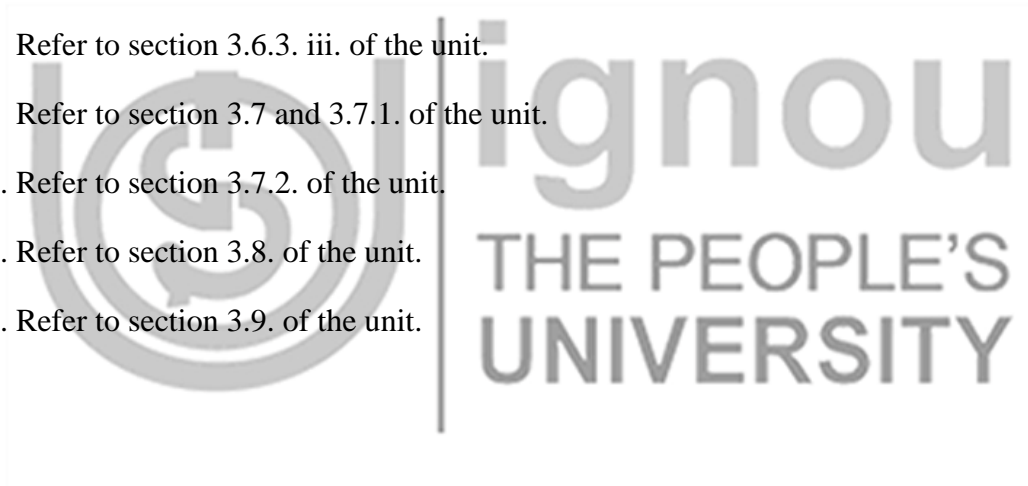 Refer to section 3.6.3. iii. of the unit.
Refer to section 3.7 and 3.7.1. of the unit.
. Refer to section 3.7.2. of the unit.
. Refer to section 3.8. of the unit.
. Refer to section 3.9. of the unit.
ignou
THE PEOPLE'S
UNIVERSITY